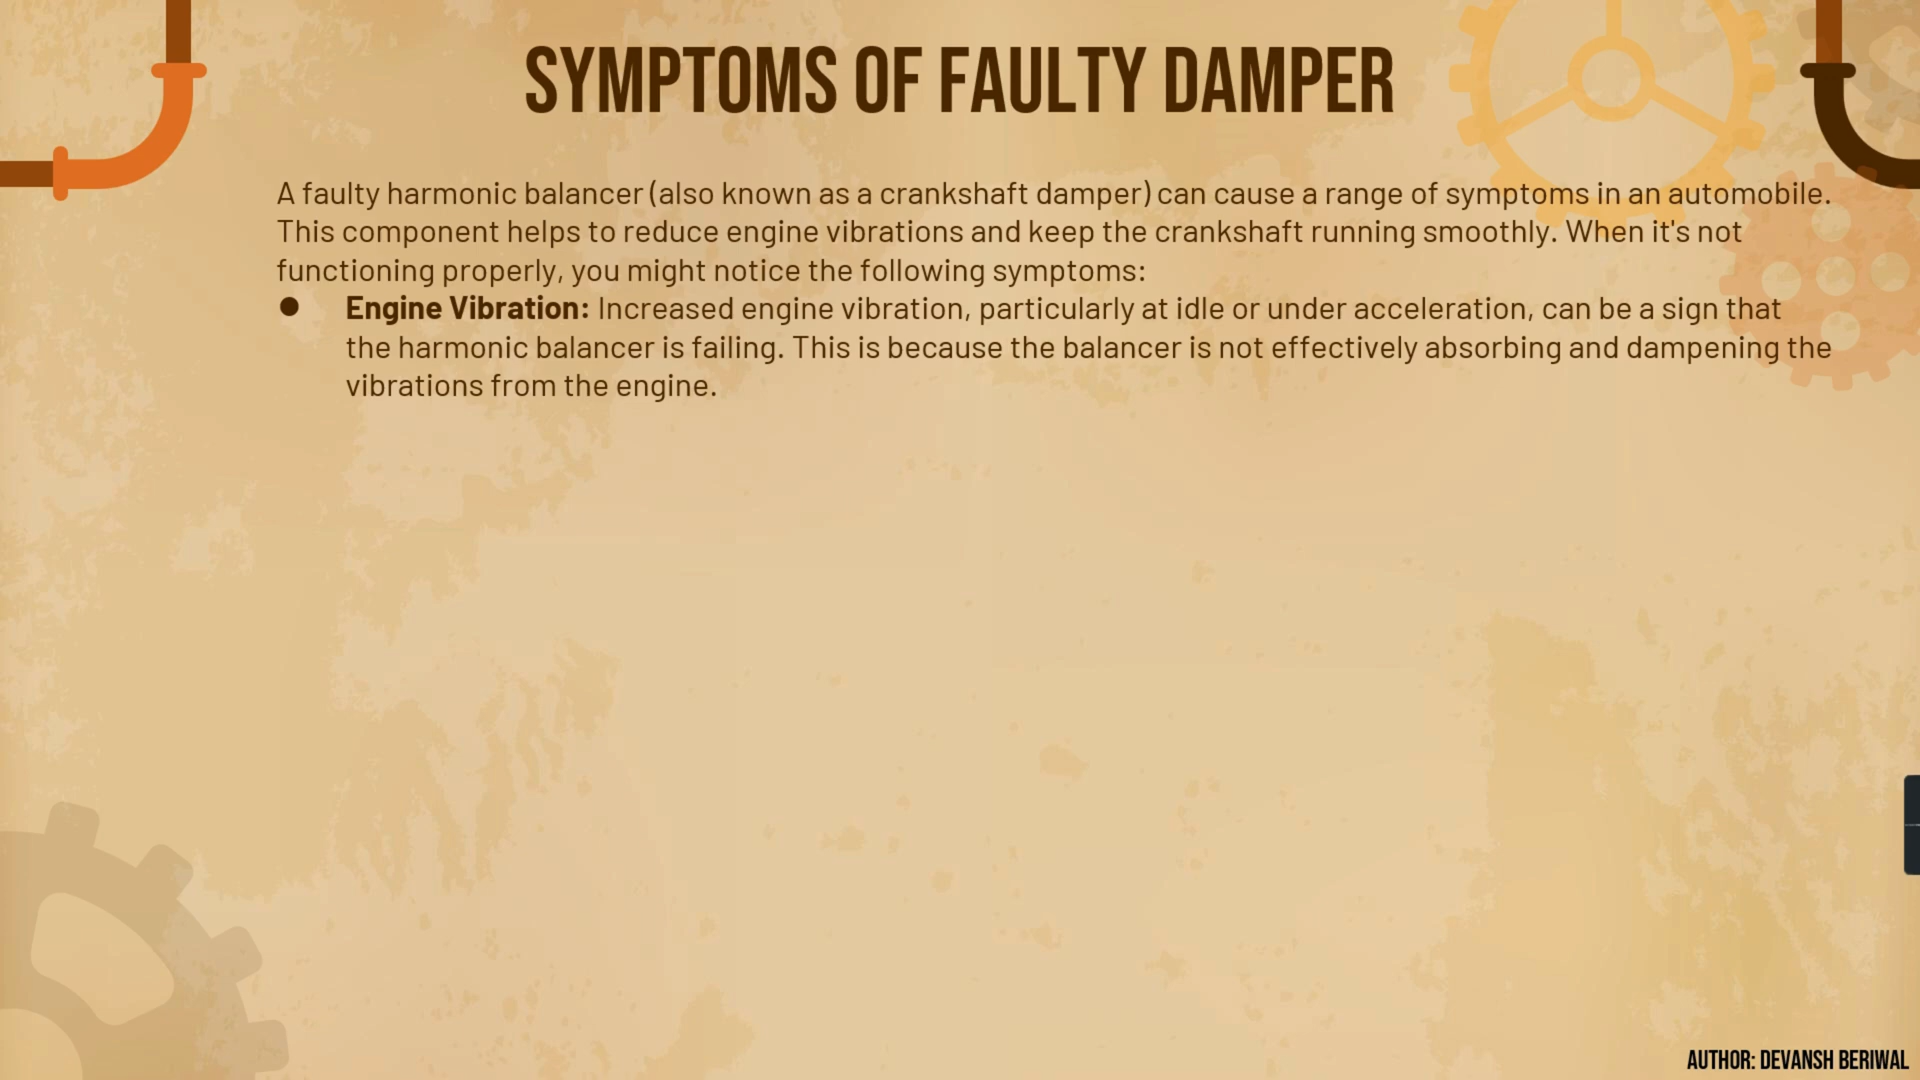 SYMPTOMS OF FAULTY DAMPER
A faulty harmonic balancer (also known as a crankshaft damper) can cause a range of symptoms in an automobile.
This component helps to reduce engine vibrations and keep the crankshaft running smoothly. When it's not
functioning properly, you might notice the following symptoms:
● Engine Vibration: Increased engine vibration, particularly at idle or under acceleration, can be a sign that
the harmonic balancer is failing. This is because the balancer is not effectively absorbing and dampening the
vibrations from the engine.
AUTHOR: DEVANSH BERIWAL